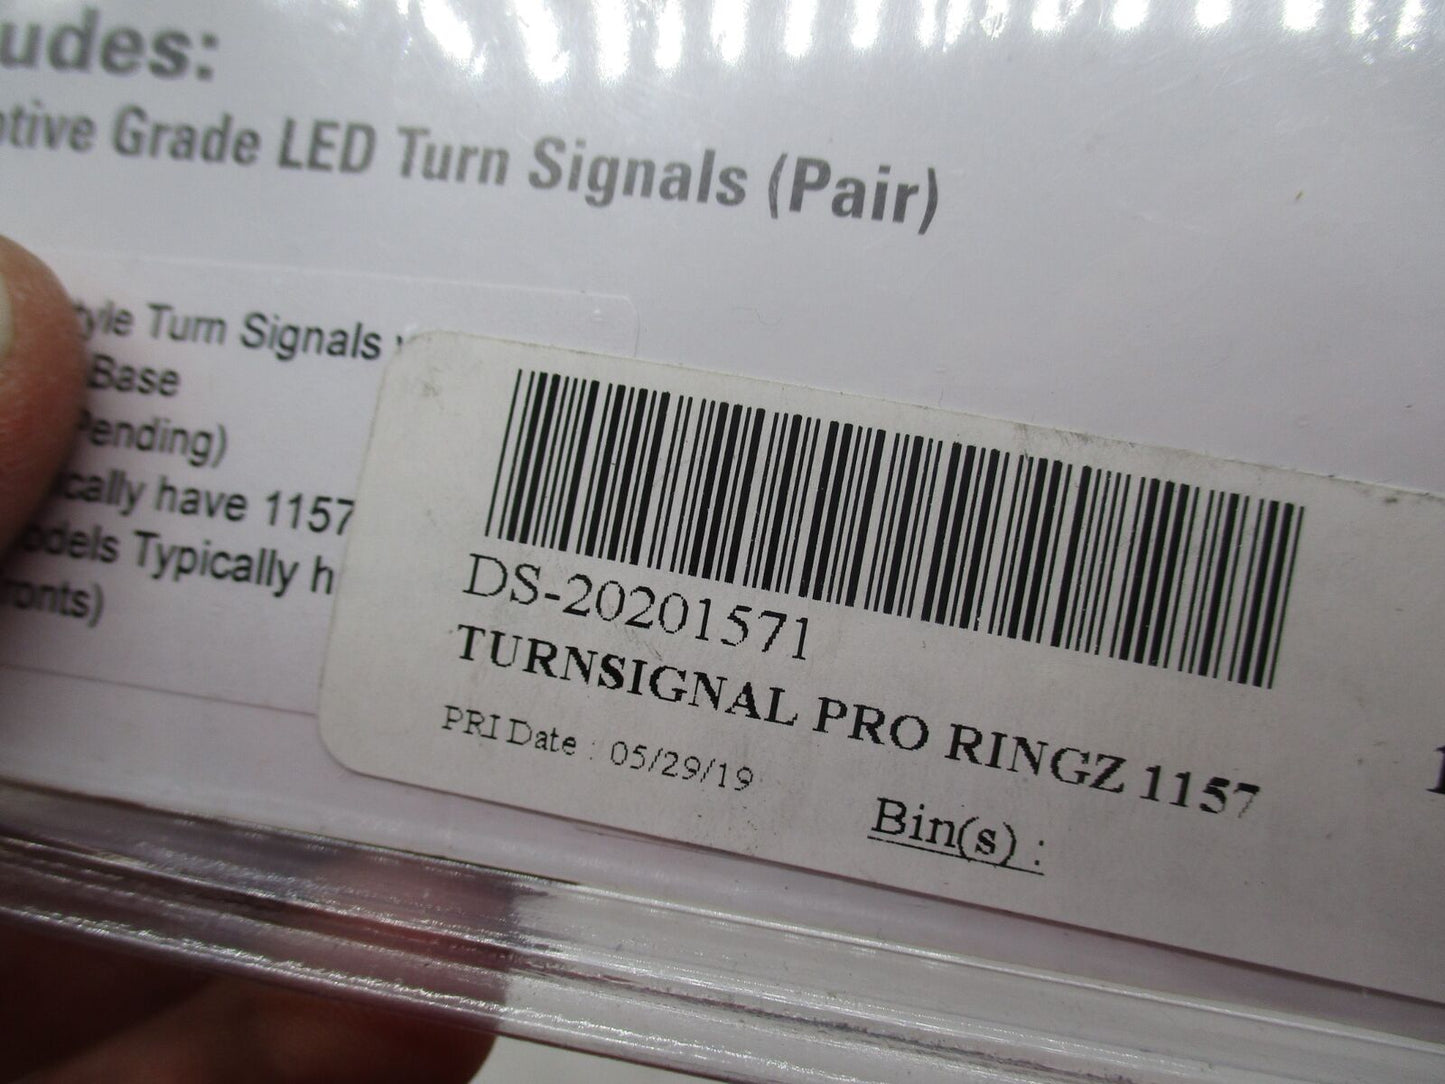 udes:
otive Grade LED Turn Signals (Pair)
tyle Turn Signals
Base
Pending)
ically have 1157
odels Typically h
ronts)
DS-20201571
TURNSIGNAL PRO RINGZ 1157
PRI Date : 05/29/19
Bin(s) :